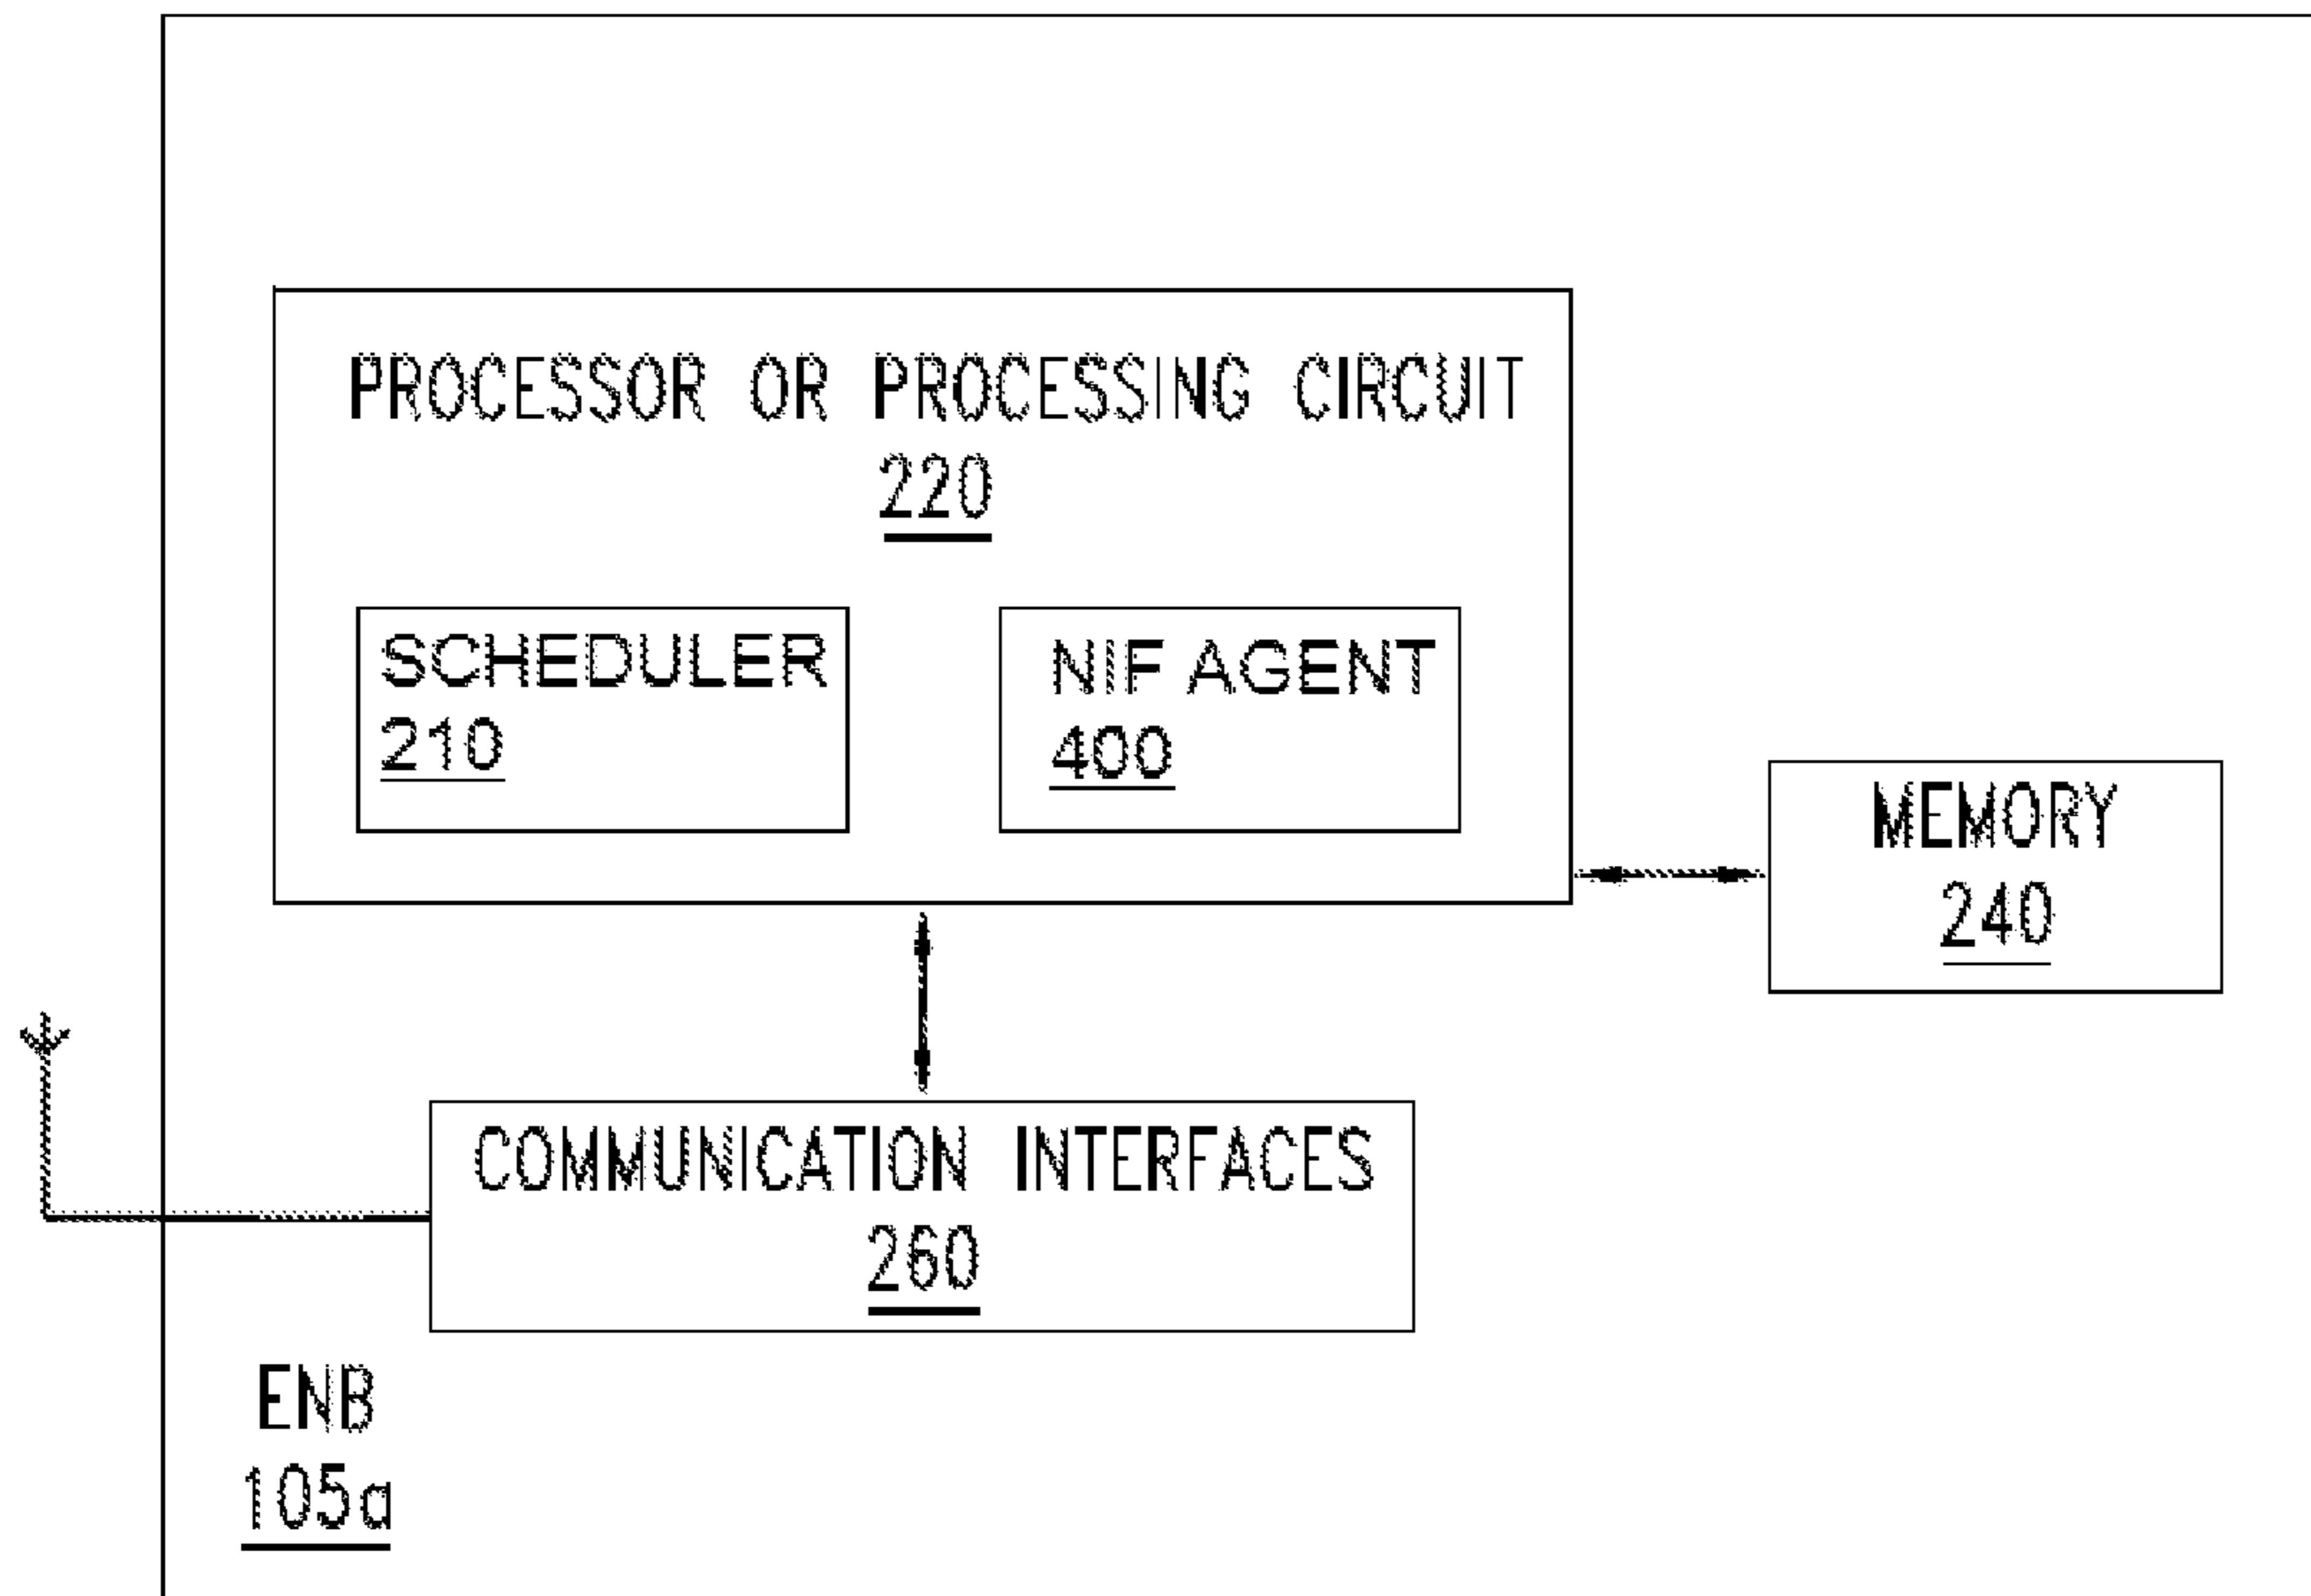 PROCESSOR OR PROCESSING CIRCUIT
220
SCHEDULER
210
NIF AGENT
400
MEMORY
240
COMMUNICATION INTERFACES
260
ENB
105a